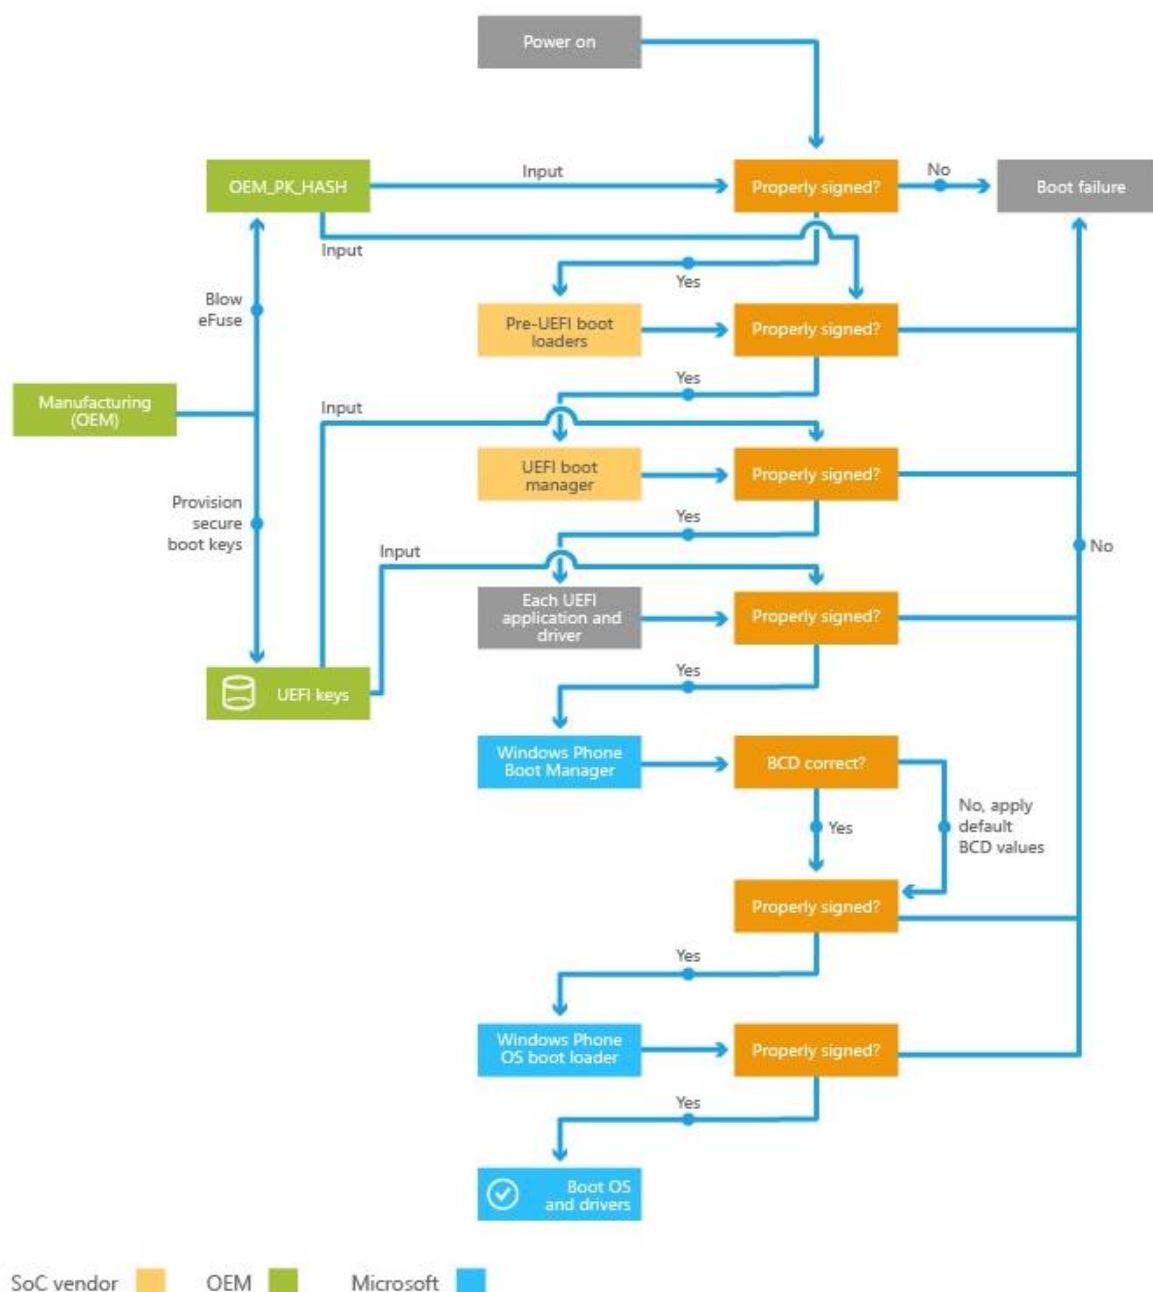 Power on
OEM_PK_HASH
Input
Properly signed?
No
Boot failure
Input
Yes
Blow
eFuse
Pre-UEFI boot
loaders
Properly signed?
Yes
Manufacturing
(OEM)
Input
UEFI boot
manager
Properly signed?
Provision
secure
boot keys
Yes
Input
No
Each UEFI
application and
driver
Properly signed?
Yes
UEFI keys
Windows Phone
Boot Manager
BCD correct?
Yes
No, apply
default
BCD values
Properly signed?
Yes
Windows Phone
OS boot loader
Properly signed?
Yes
Boot OS
and drivers
SoC vendor
OEM
Microsoft